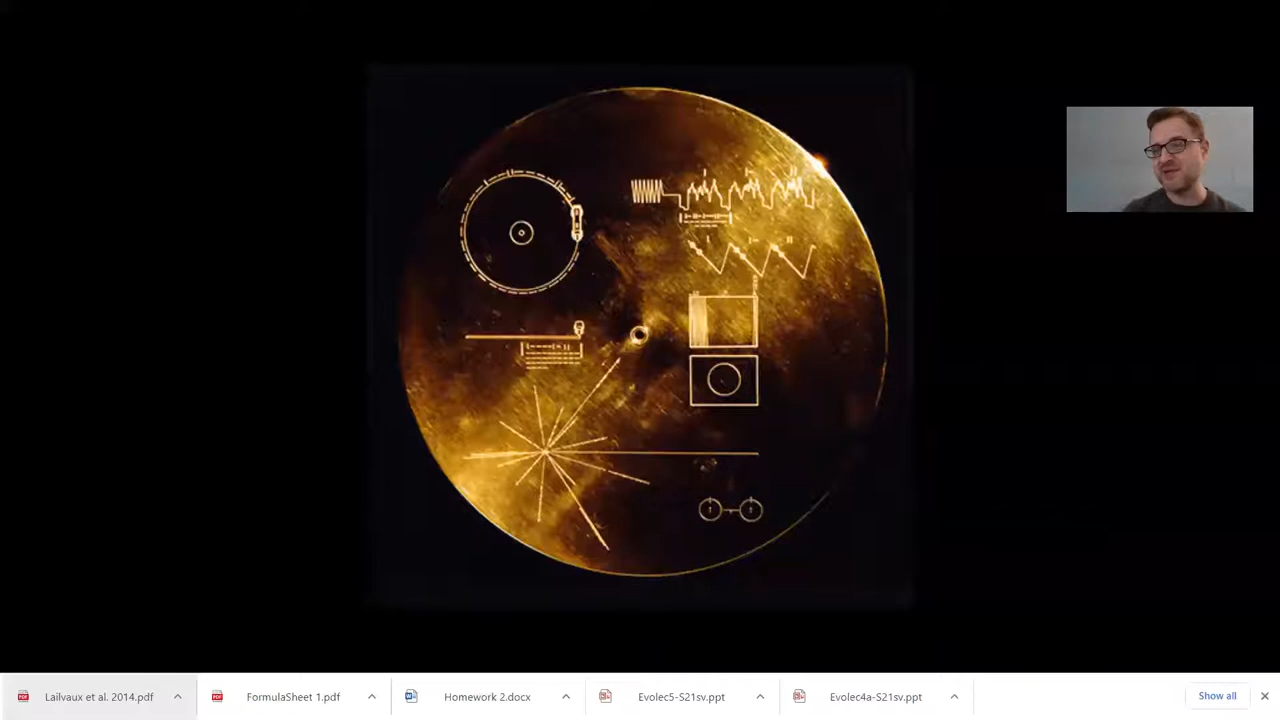 Lailvaux et al. 2014.pdf
FormulaSheet 1.pdf
Homework 2.docx
Evolec5-S21sv.ppt
Evolec4a-S21sv.ppt
Show all